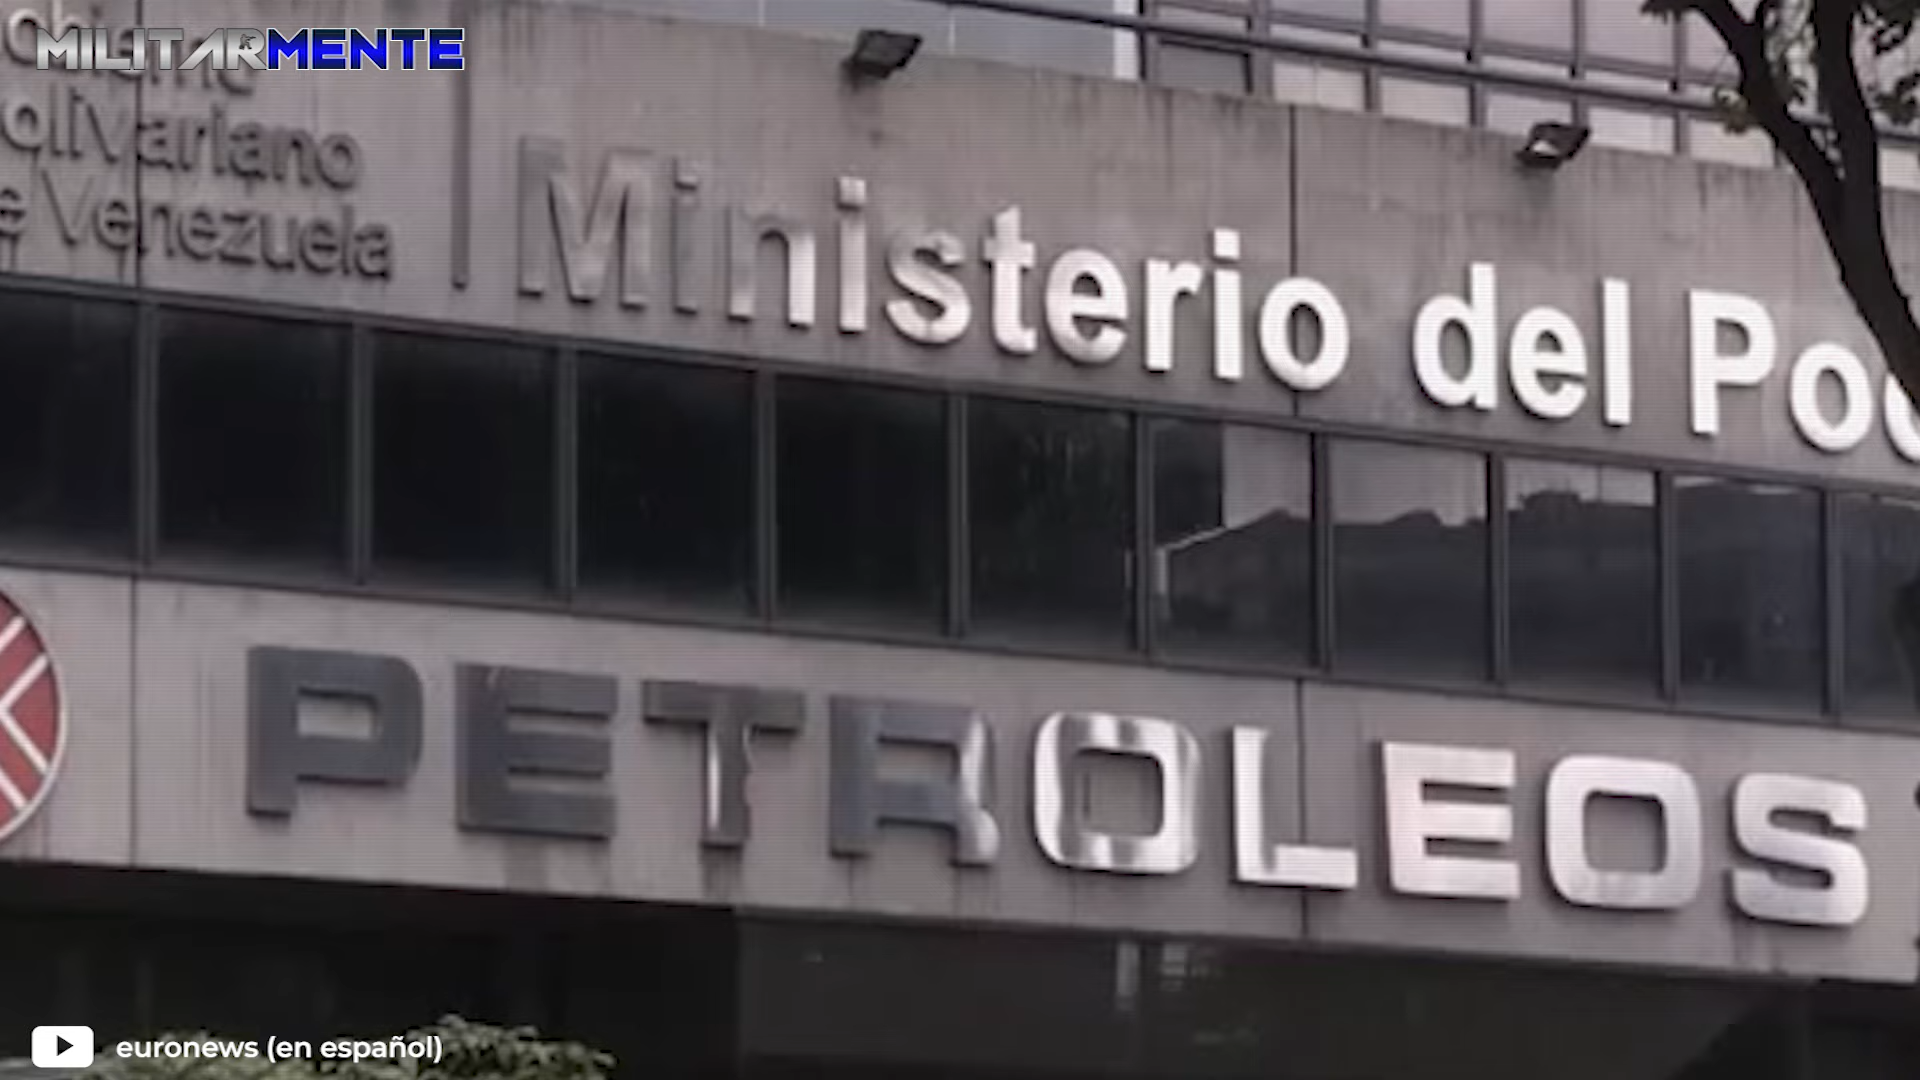 MILITARMENTE
olivariano
e Venezuela
Ministerio del Po
PETROLEOS
euronews (en español)